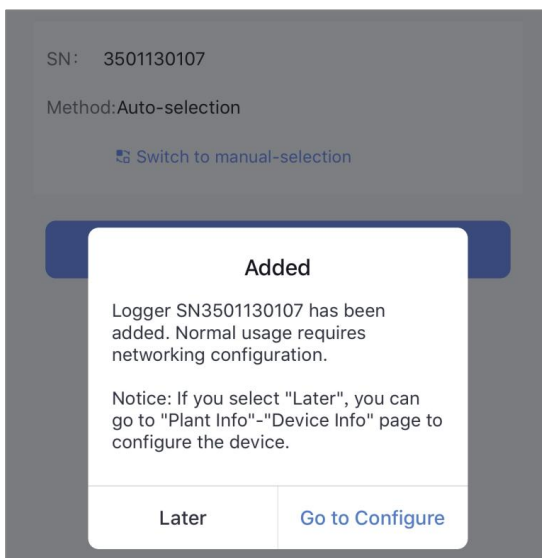 SN: 3501130107
Method:Auto-selection
Switch to manual-selection
Added
Logger SN3501130107 has been
added. Normal usage requires
networking configuration.
Notice: If you select "Later", you can
go to "Plant Info"-"Device Info" page to
configure the device.
Later Go to Configure